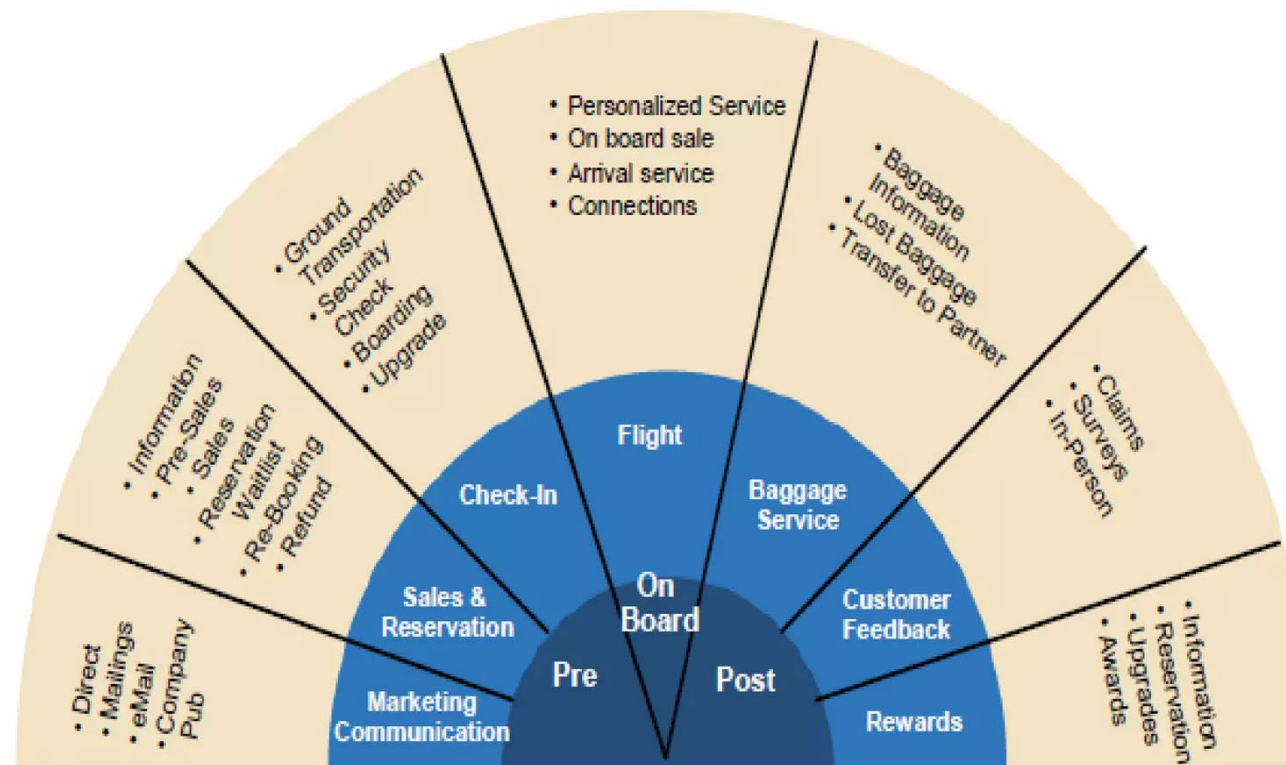 • Direct
• Mailings
• eMail
• Company
Pub
• Information
• Pre-Sales
• Sales
• Reservation
Waitlist
• Re-Booking
• Refund
• Ground
Transportation
• Security
Check
• Boarding
• Upgrade
• Personalized Service
• On board sale
• Arrival service
• Connections
• Baggage
Information
• Lost Baggage
• Transfer to Partner
• Claims
• Surveys
• In-Person
• Information
• Reservation
• Upgrades
• Awards
Marketing
Communication
Sales &
Reservation
Check-In
Flight
Baggage
Service
Customer
Feedback
Rewards
Pre
On
Board
Post